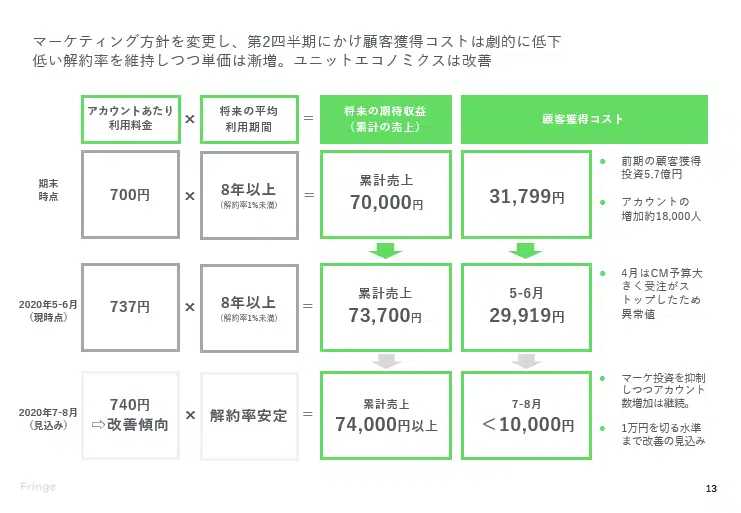 マーケティング方針を変更し、第2四半期にかけ顧客獲得コストは劇的に低下
低い解約率を維持しつつ単価は漸増。ユニットエコノミクスは改善
アカウントあたり
利用料金
×
将来の平均
利用期間
=
将来の期待収益
(累計の売上)
顧客獲得コスト
期末
時点
700円
×
8年以上
(解約率1%未満)
=
累計売上
70,000円
31,799円
● 前期の顧客獲得
投資5.7億円
● アカウントの
増加約18,000人
2020年5-6月
(現時点)
737円
×
8年以上
(解約率1%未満)
=
累計売上
73,700円
5-6月
29,919円
● 4月はCM予算大
きく受注がス
トップしたため
異常値
2020年7-8月
(見込み)
740円
⇨改善傾向
×
解約率安定
=
累計売上
74,000円以上
7-8月
<10,000円
● マーケ投資を抑制
しつつアカウント
数増加は継続。
● 1万円を切る水準
まで改善の見込み
Fringe
13